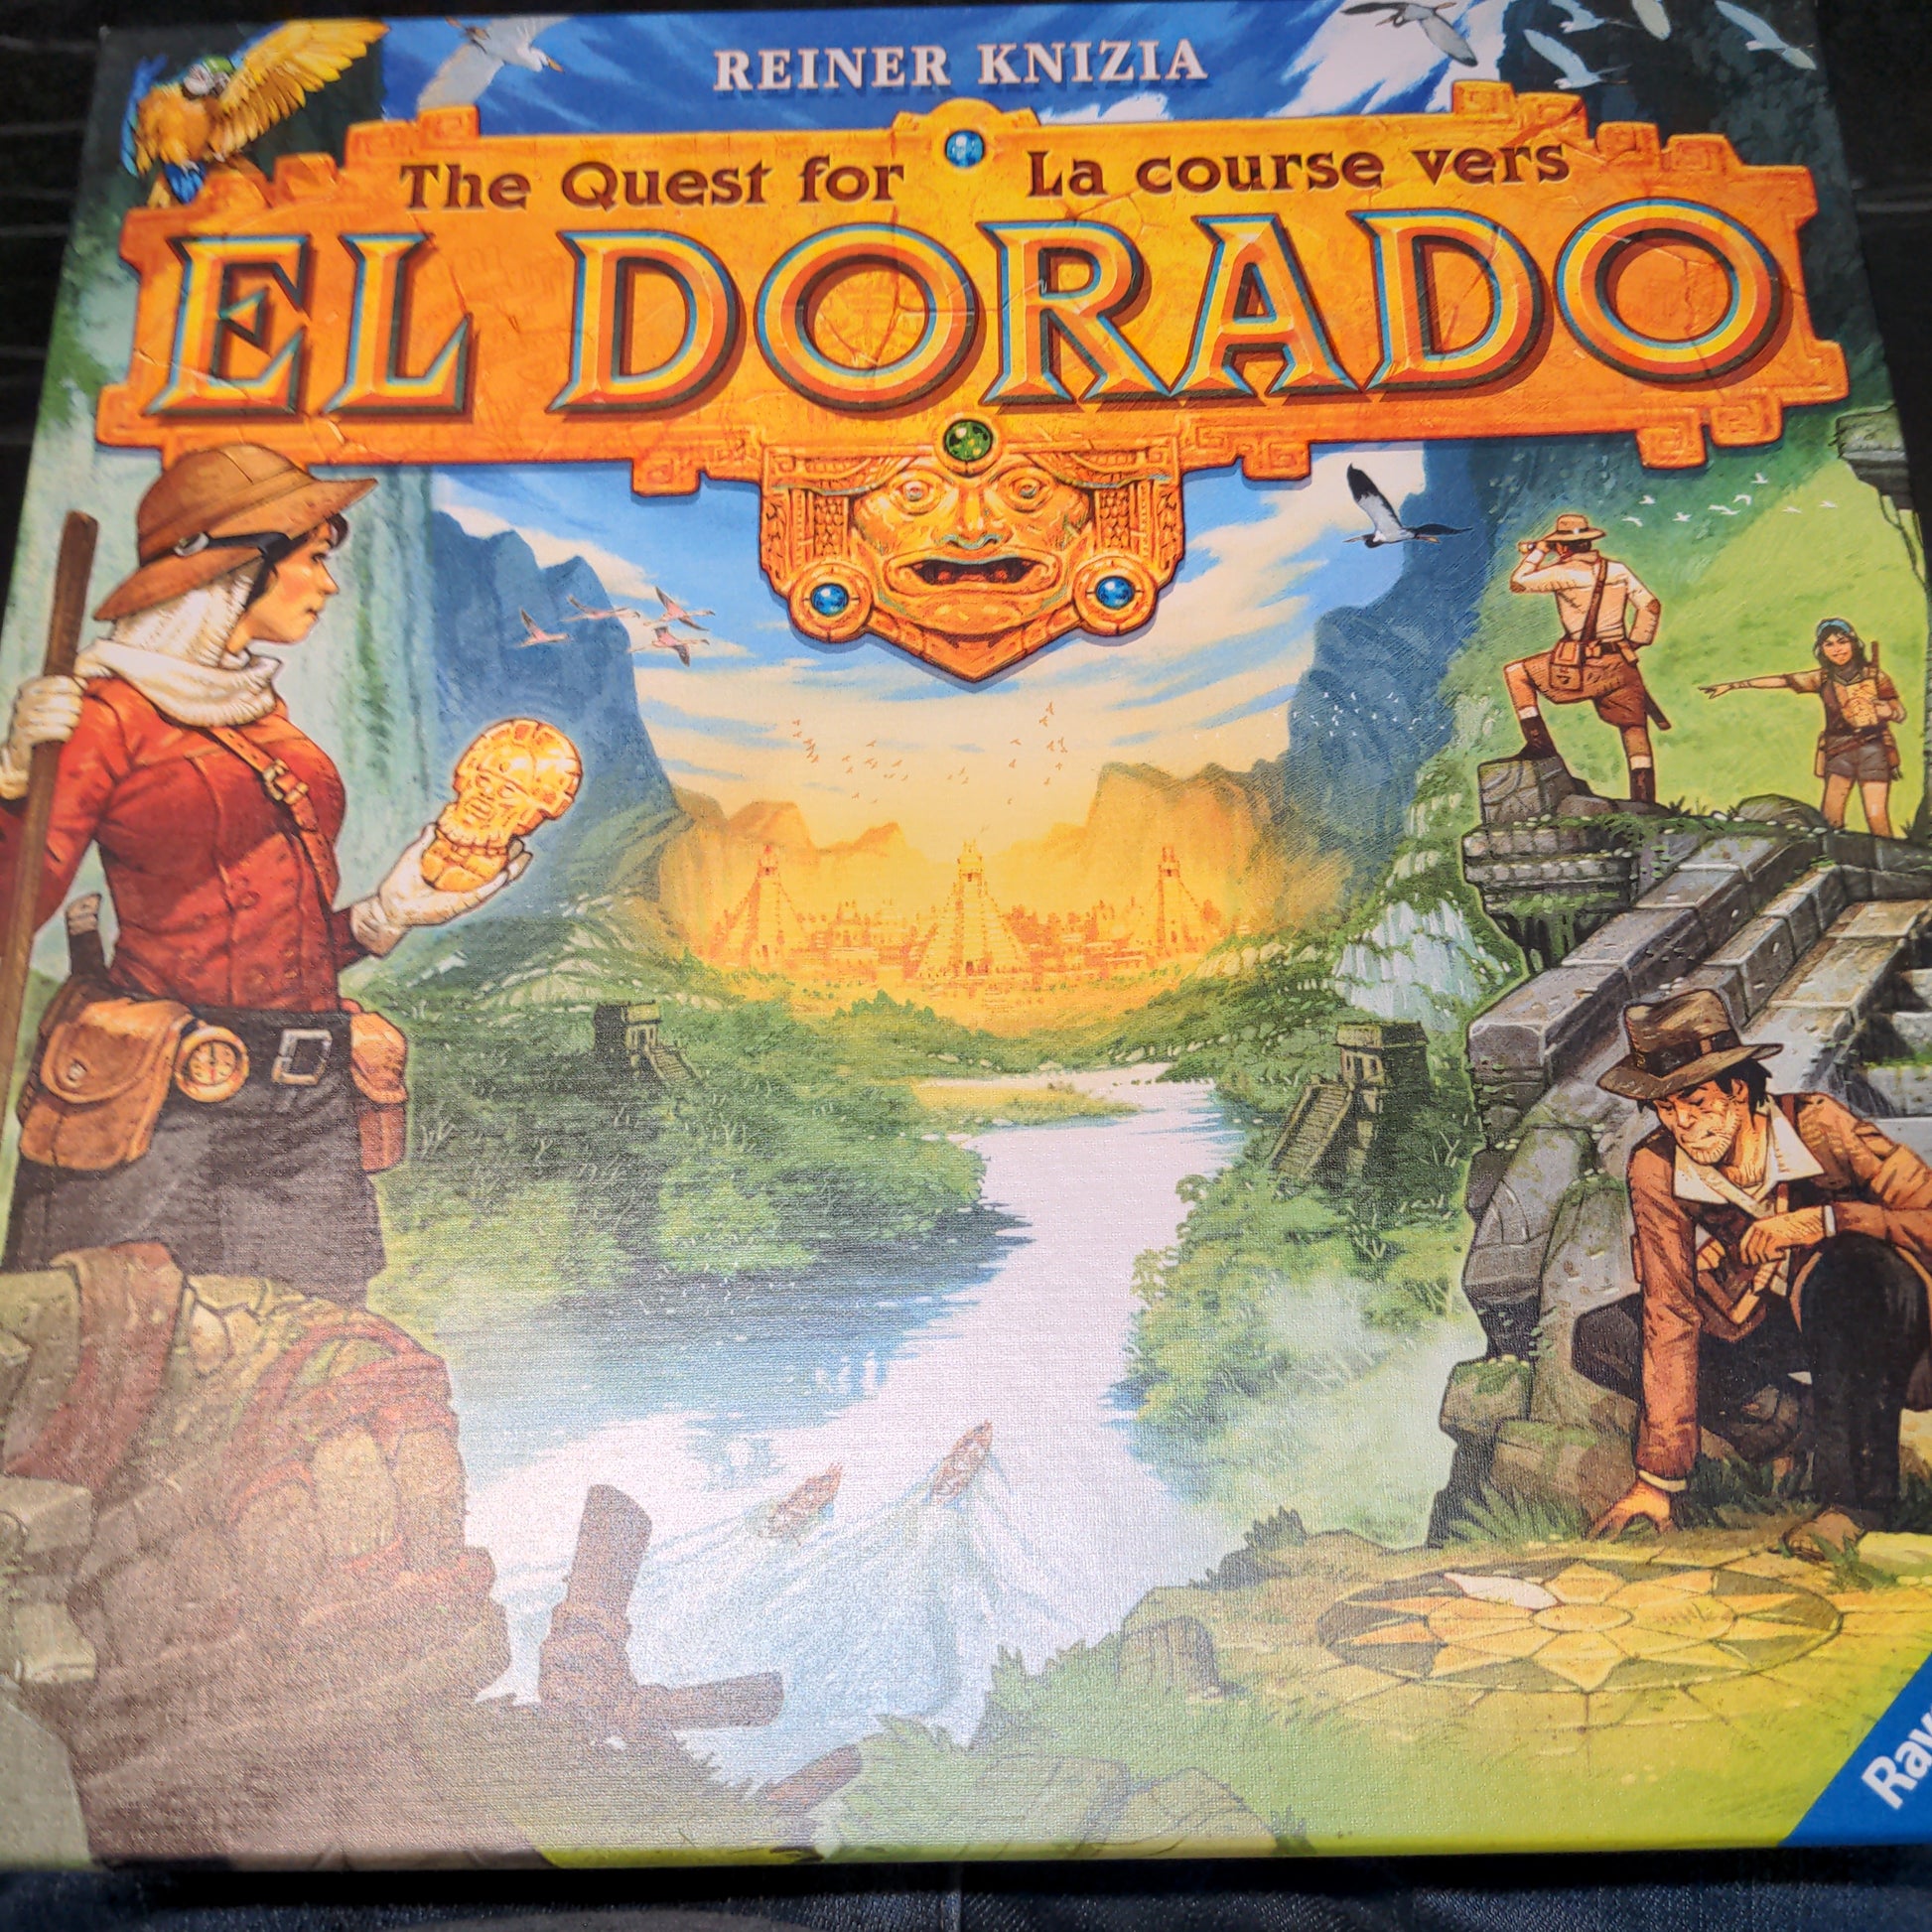 REINER KNIZIA
The Quest for La course vers
EL DORADO